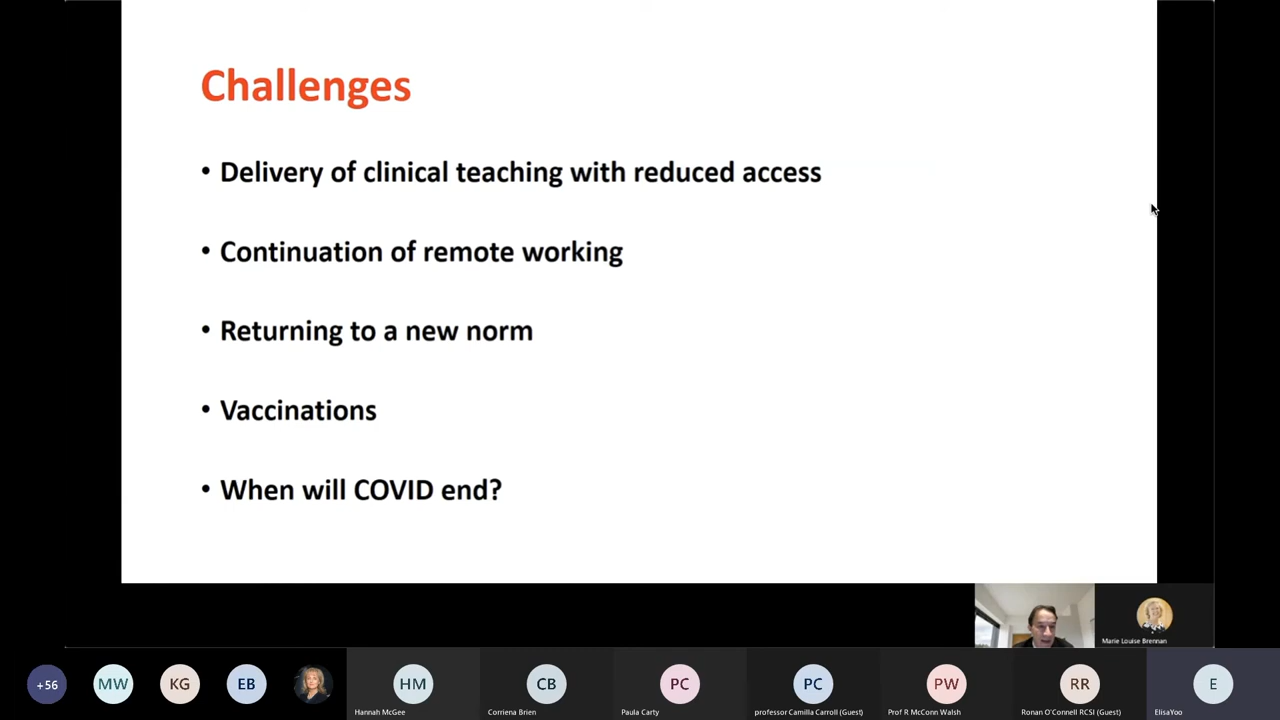 Challenges
• Delivery of clinical teaching with reduced access
• Continuation of remote working
• Returning to a new norm
• Vaccinations
• When will COVID end?
Marie Louise Brennan
+56
MW
KG
EB
HM
Hannah McGee
CB
Corriena Brien
PC
Paula Carty
PC
professor Camilla Carroll (Guest)
PW
Prof R McConn Walsh
RR
Ronan O'Connell RCSI (Guest)
E
ElisaYoo